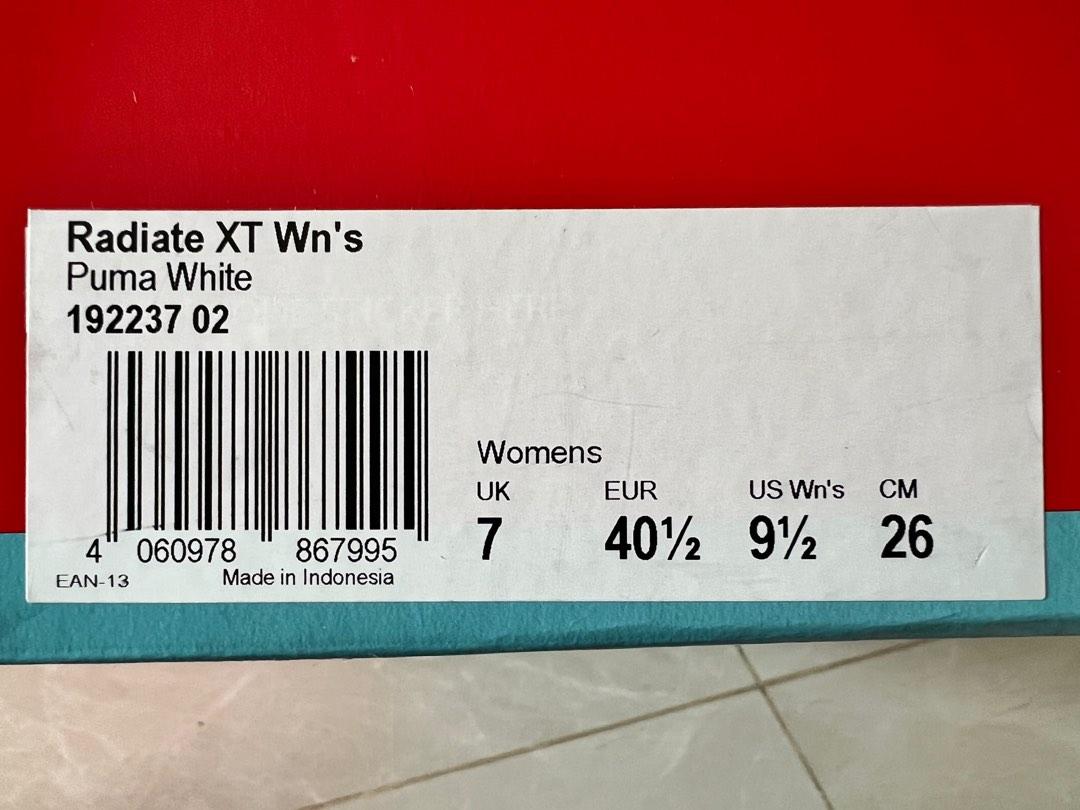 Radiate XT Wn's
Puma White
192237 02
4 060978 867995
EAN-13 Made in Indonesia
Womens
UK EUR US Wn's CM
7 40½ 9½ 26